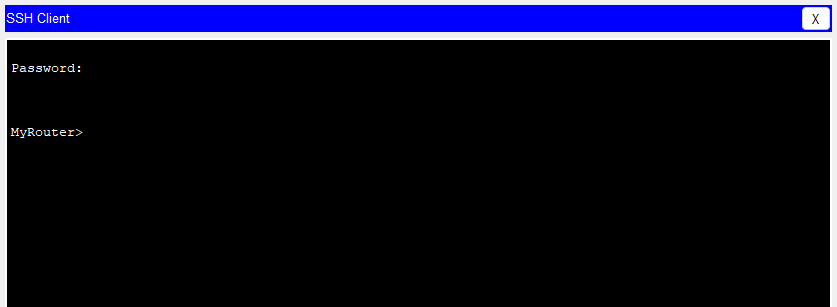 SSH Client
X
Password:
MyRouter>